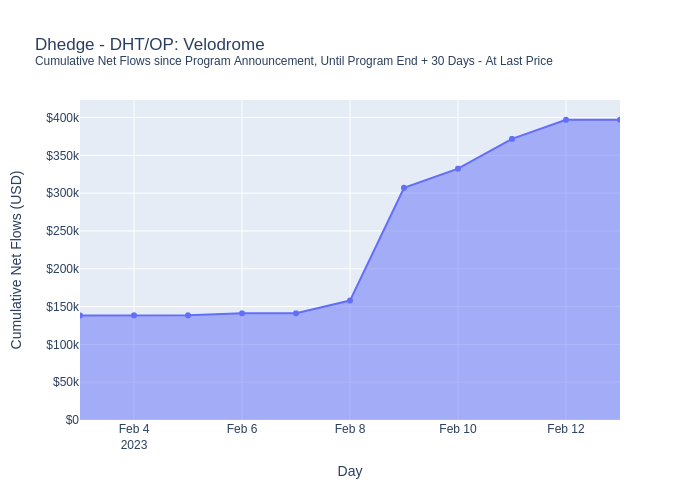 Dhedge - DHT/OP: Velodrome
Cumulative Net Flows since Program Announcement, Until Program End + 30 Days - At Last Price
$400k
$350k
$300k
$250k
$200k
$150k
$100k
$50k
$0
Cumulative Net Flows (USD)
Feb 4 Feb 6 Feb 8 Feb 10 Feb 12
2023
Day